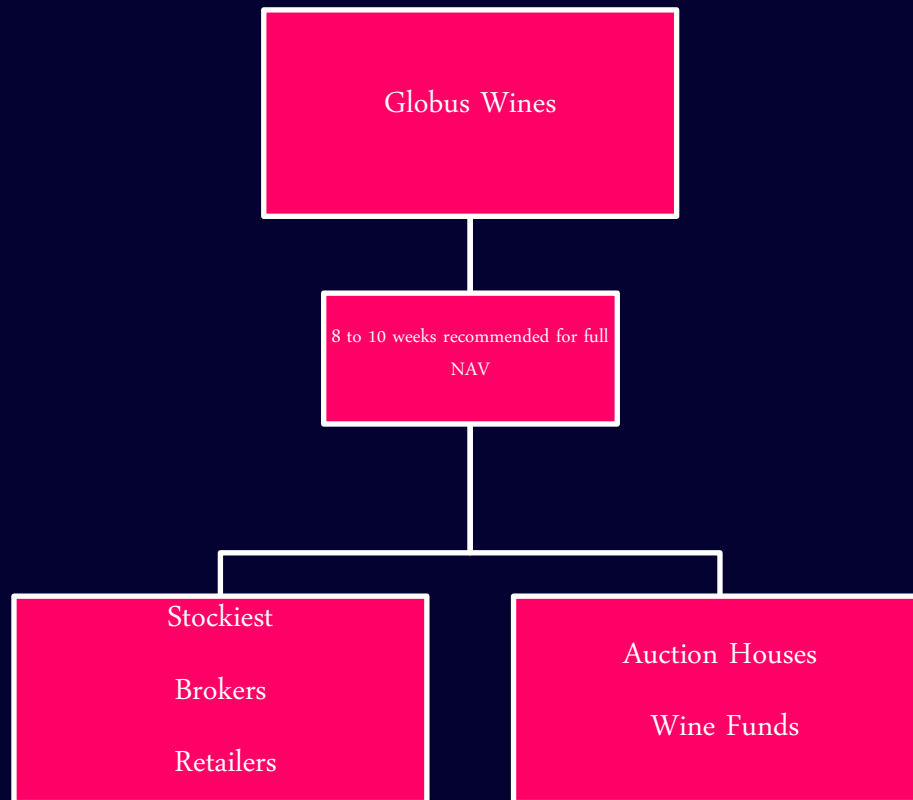 Globus Wines
8 to 10 weeks recommended for full
NAV
Stockiest
Brokers
Retailers
Auction Houses
Wine Funds